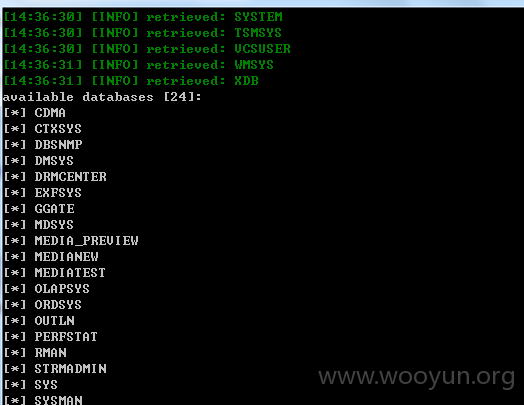 [14:36:30] [INFO] retrieved: SYSTEM
[14:36:30] [INFO] retrieved: TSMSYS
[14:36:30] [INFO] retrieved: VCSUSER
[14:36:31] [INFO] retrieved: WMSYS
[14:36:31] [INFO] retrieved: XDB
available databases [24]:
[*] CDMA
[*] CTXSYS
[*] DBSNMP
[*] DMSYS
[*] DRMCENTER
[*] EXFSYS
[*] GGATE
[*] MDSYS
[*] MEDIA_PREVIEW
[*] MEDIANEW
[*] MEDIATEST
[*] OLAPSYS
[*] ORDSYS
[*] OUTLN
[*] PERFSTAT
[*] RMAN
[*] STRMADMIN
[*] SYS
[*] SYSMAN
www.wooyun.org